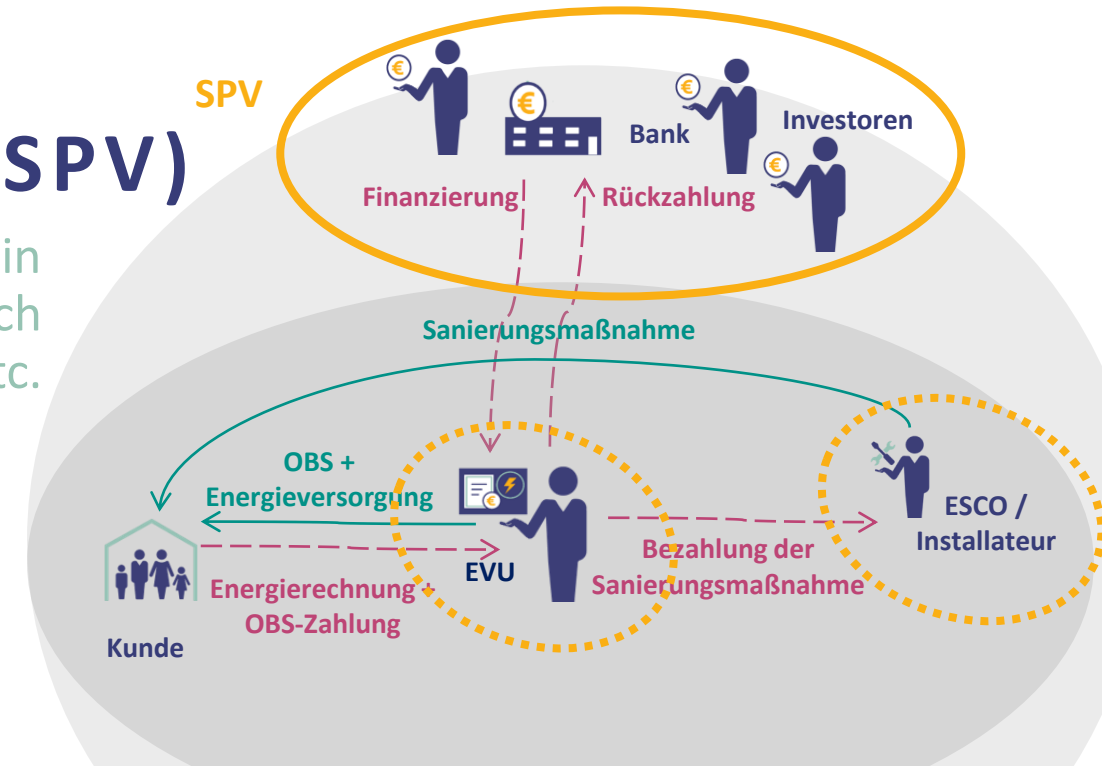 SPV
SPV)
in
ch
tc.
Bank
Investoren
Finanzierung
Rückzahlung
Sanierungsmaßnahme
OBS +
Energieversorgung
EVU
Energierechnung +
OBS-Zahlung
Kunde
Bezahlung der
Sanierungsmaßnahme
ESCO /
Installateur